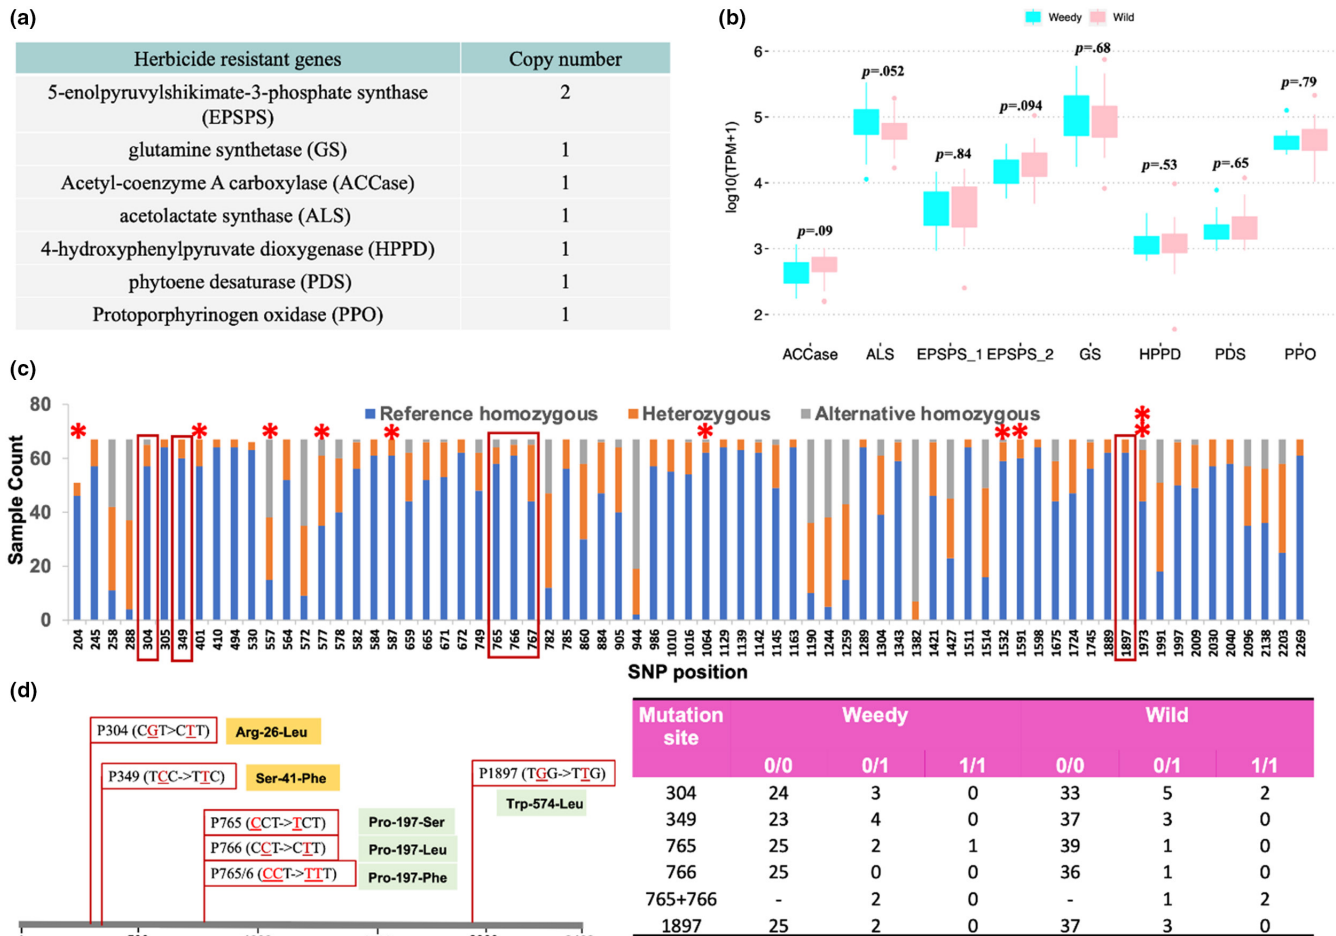 (a)
Herbicide resistant genes Copy number
5-enolpyruvylshikimate-3-phosphate synthase 2
(EPSPS)
glutamine synthetase (GS) 1
Acetyl-coenzyme A carboxylase (ACCase) 1
acetolactate synthase (ALS) 1
4-hydroxyphenylpyruvate dioxygenase (HPPD) 1
phytoene desaturase (PDS) 1
Protoporphyrinogen oxidase (PPO) 1
(b)
Weedy Wild
log10(TPM+1)
6
5
4
3
2
p=.09
p=.052
p=.84
p=.094
p=.68
p=.53
p=.65
p=.79
ACCase ALS EPSPS_1 EPSPS_2 GS HPPD PDS PPO
(c)
Reference homozygous Heterozygous Alternative homozygous
Sample Count
80
60
40
20
0
* * * * * * * * * *
204 245 258 288 304 305 349 401 410 494 530 557 564 572 577 578 582 584 587 659 665 671 672 749 765 766 767 782 785 860 884 905 944 986 1010 1016 1064 1129 1139 1142 1145 1163 1190 1244 1259 1289 1304 1343 1382 1421 1427 1511 1514 1532 1591 1598 1675 1724 1745 1889 1897 1973 1991 1997 2009 2030 2040 2096 2138 2203 2269
SNP position
(d)
P304 (CGT>CTT) Arg-26-Leu
P349 (TCC->TTC) Ser-41-Phe
P765 (CCT->TCT) Pro-197-Ser
P766 (CCT->CTT) Pro-197-Leu
P765/6 (CCT->TTT) Pro-197-Phe
P1897 (TGG->TTG)
Trp-574-Leu
Mutation site Weedy Wild
0/0 0/1 1/1 0/0 0/1 1/1
304 24 3 0 33 5 2
349 23 4 0 37 3 0
765 25 2 1 39 1 0
766 25 0 0 36 1 0
765+766 - 2 0 - 1 2
1897 25 2 0 37 3 0